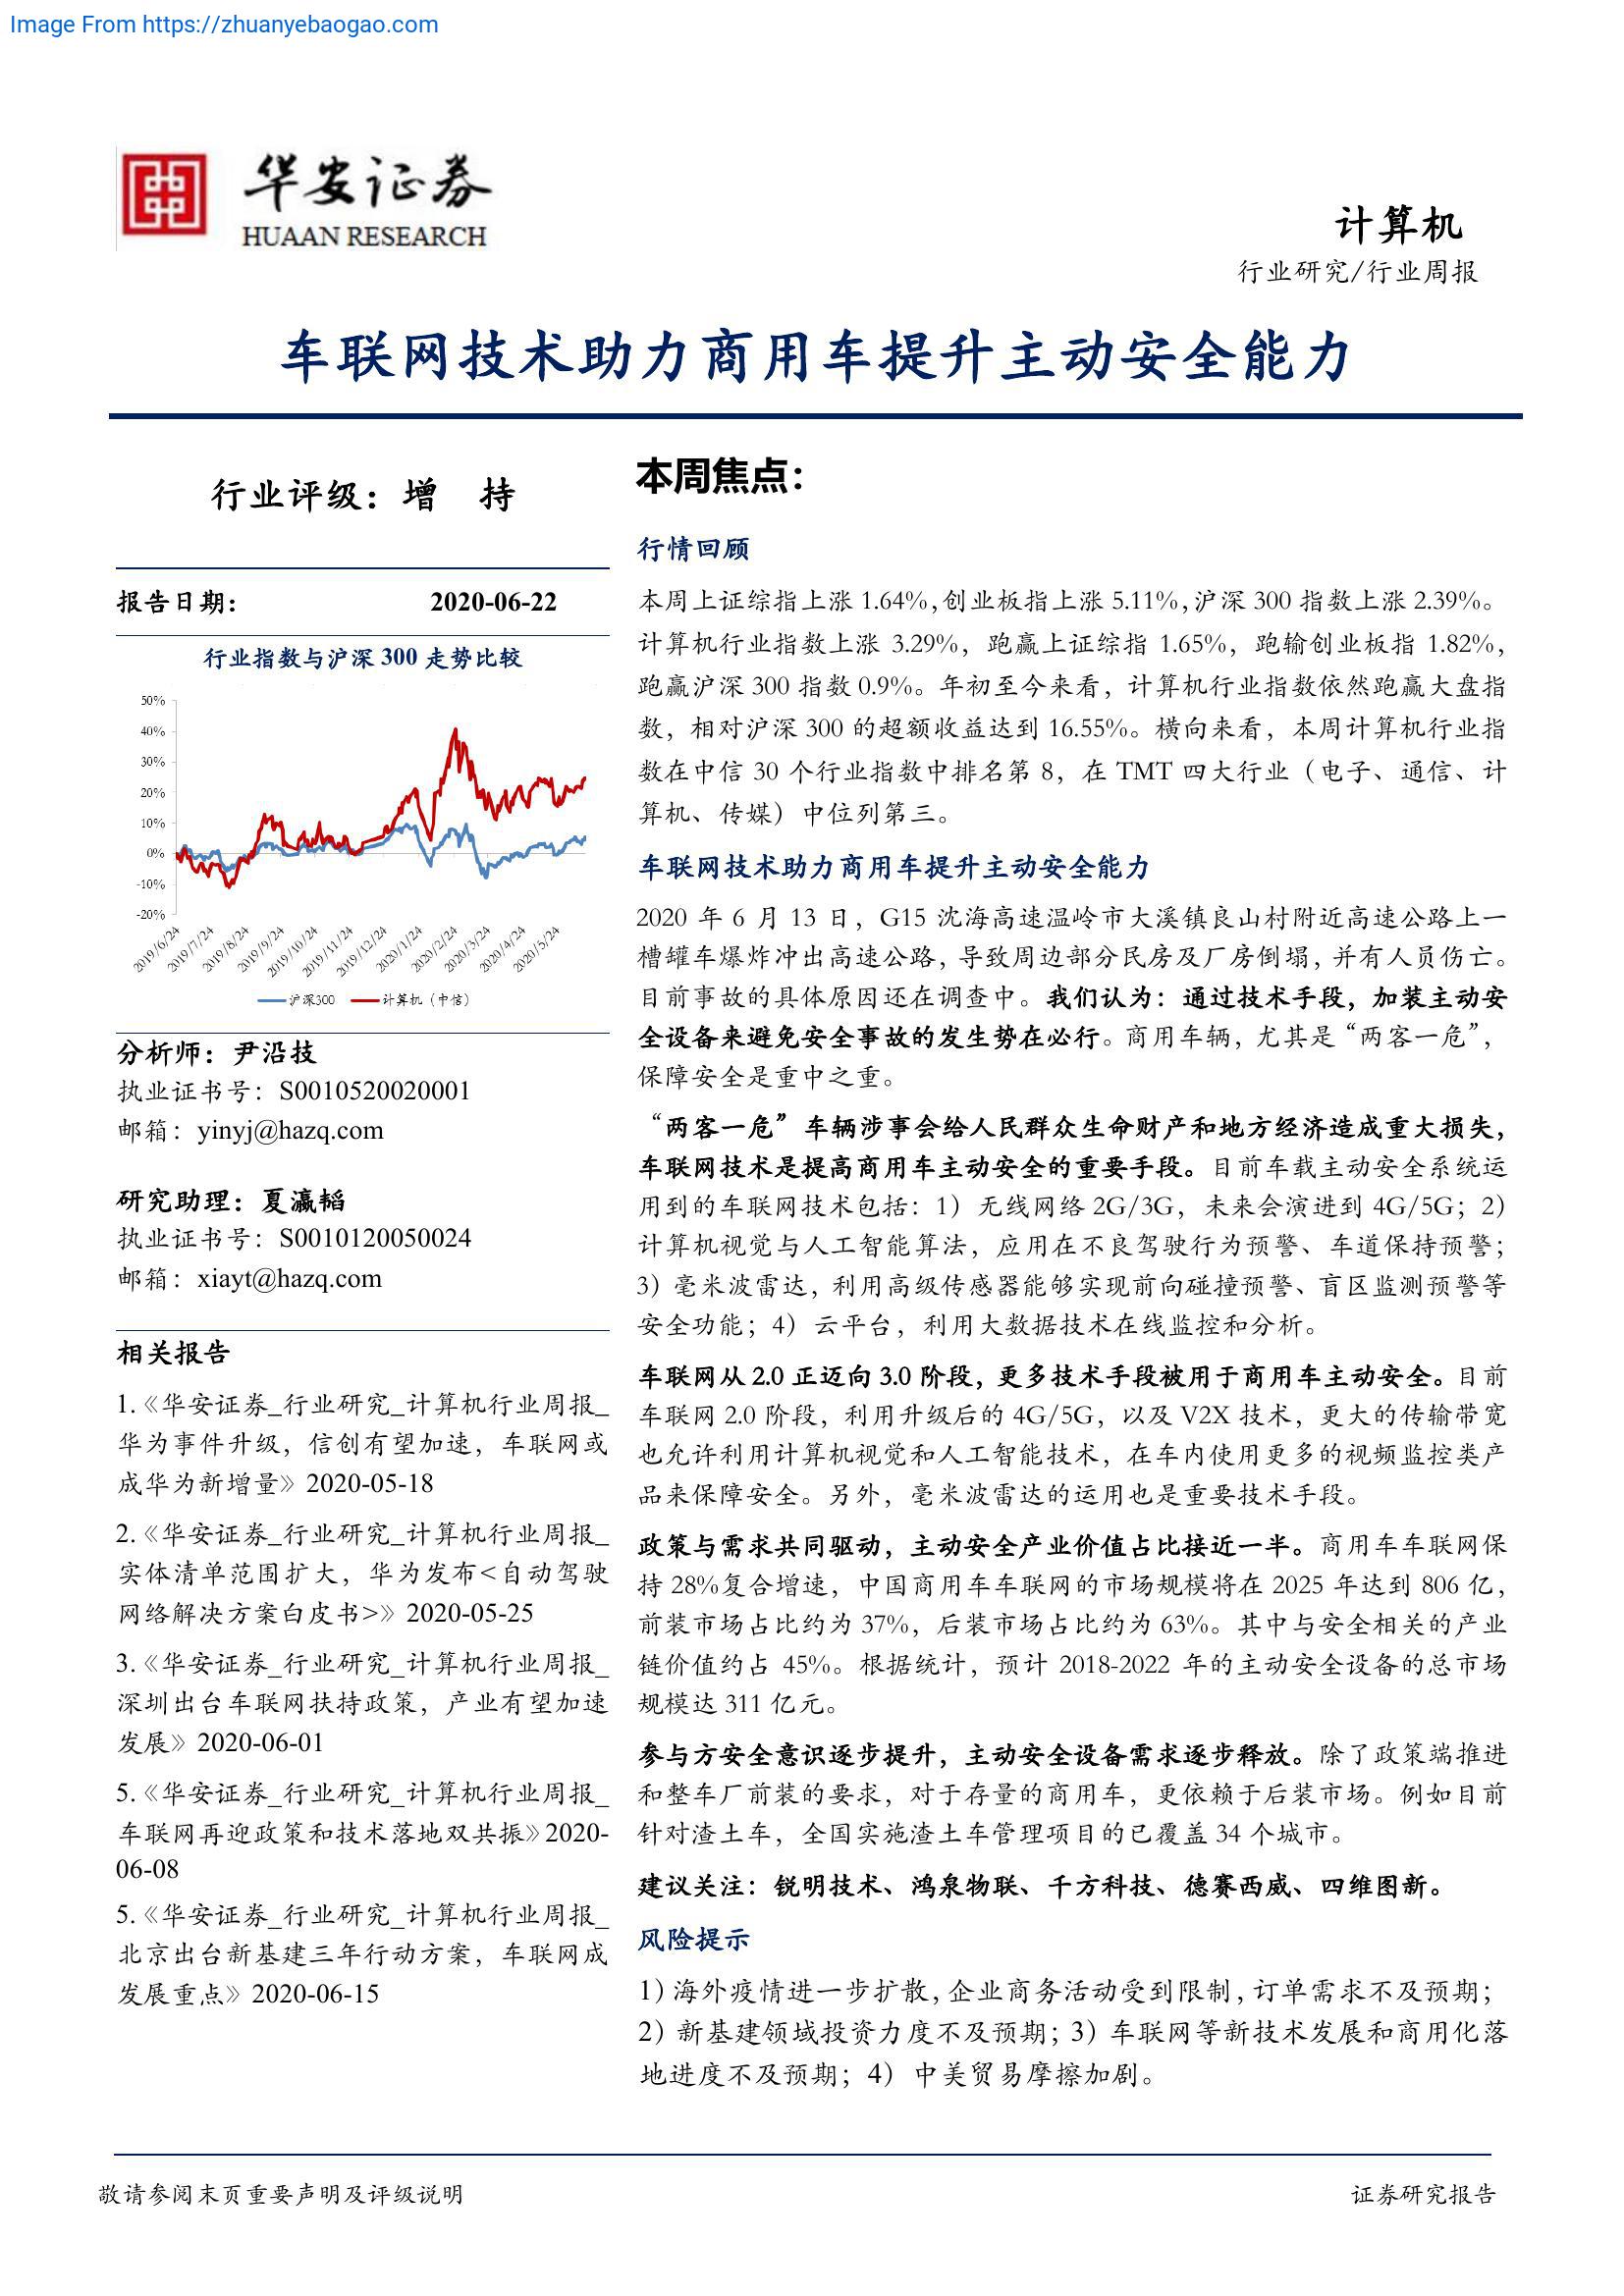 Image From https://zhuanyebaogao.com
华安证券
HUAAN RESEARCH
计算机
行业研究/行业周报
车联网技术助力商用车提升主动安全能力
行业评级：增 持
报告日期： 2020-06-22
行业指数与沪深 300 走势比较
50%
40%
30%
20%
10%
0%
-10%
-20%
2019/6/24
2019/7/24
2019/8/24
2019/9/24
2019/10/24
2019/11/24
2019/12/24
2020/1/24
2020/2/24
2020/3/24
2020/4/24
2020/5/24
沪深300 计算机（中信）
分析师：尹沿技
执业证书号：S0010520020001
邮箱：yinyj@hazq.com
研究助理：夏瀛韬
执业证书号：S0010120050024
邮箱：xiayt@hazq.com
相关报告
1.《华安证券_行业研究_计算机行业周报_
华为事件升级，信创有望加速，车联网或
成华为新增量》2020-05-18
2.《华安证券_行业研究_计算机行业周报_
实体清单范围扩大，华为发布<自动驾驶
网络解决方案白皮书>》2020-05-25
3.《华安证券_行业研究_计算机行业周报_
深圳出台车联网扶持政策，产业有望加速
发展》2020-06-01
5.《华安证券_行业研究_计算机行业周报_
车联网再迎政策和技术落地双共振》2020-
06-08
5.《华安证券_行业研究_计算机行业周报_
北京出台新基建三年行动方案，车联网成
发展重点》2020-06-15
本周焦点：
行情回顾
本周上证综指上涨 1.64%，创业板指上涨 5.11%，沪深 300 指数上涨 2.39%。
计算机行业指数上涨 3.29%，跑赢上证综指 1.65%，跑输创业板指 1.82%，
跑赢沪深 300 指数 0.9%。年初至今来看，计算机行业指数依然跑赢大盘指
数，相对沪深 300 的超额收益达到 16.55%。横向来看，本周计算机行业指
数在中信 30 个行业指数中排名第 8，在 TMT 四大行业（电子、通信、计
算机、传媒）中位列第三。
车联网技术助力商用车提升主动安全能力
2020 年 6 月 13 日，G15 沈海高速温岭市大溪镇良山村附近高速公路上一
槽罐车爆炸冲出高速公路，导致周边部分民房及厂房倒塌，并有人员伤亡。
目前事故的具体原因还在调查中。我们认为：通过技术手段，加装主动安
全设备来避免安全事故的发生势在必行。商用车辆，尤其是“两客一危”，
保障安全是重中之重。
“两客一危”车辆涉事会给人民群众生命财产和地方经济造成重大损失，
车联网技术是提高商用车主动安全的重要手段。目前车载主动安全系统运
用到的车联网技术包括：1）无线网络 2G/3G，未来会演进到 4G/5G；2）
计算机视觉与人工智能算法，应用在不良驾驶行为预警、车道保持预警；
3）毫米波雷达，利用高级传感器能够实现前向碰撞预警、盲区监测预警等
安全功能；4）云平台，利用大数据技术在线监控和分析。
车联网从 2.0 正迈向 3.0 阶段，更多技术手段被用于商用车主动安全。目前
车联网 2.0 阶段，利用升级后的 4G/5G，以及 V2X 技术，更大的传输带宽
也允许利用计算机视觉和人工智能技术，在车内使用更多的视频监控类产
品来保障安全。另外，毫米波雷达的运用也是重要技术手段。
政策与需求共同驱动，主动安全产业价值占比接近一半。商用车车联网保
持 28%复合增速，中国商用车车联网的市场规模将在 2025 年达到 806 亿，
前装市场占比约为 37%，后装市场占比约为 63%。其中与安全相关的产业
链价值约占 45%。根据统计，预计 2018-2022 年的主动安全设备的总市场
规模达 311 亿元。
参与方安全意识逐步提升，主动安全设备需求逐步释放。除了政策端推进
和整车厂前装的要求，对于存量的商用车，更依赖于后装市场。例如目前
针对渣土车，全国实施渣土车管理项目的已覆盖 34 个城市。
建议关注：锐明技术、鸿泉物联、千方科技、德赛西威、四维图新。
风险提示
1）海外疫情进一步扩散，企业商务活动受到限制，订单需求不及预期；
2）新基建领域投资力度不及预期；3）车联网等新技术发展和商用化落
地进度不及预期；4）中美贸易摩擦加剧。
敬请参阅末页重要声明及评级说明 证券研究报告